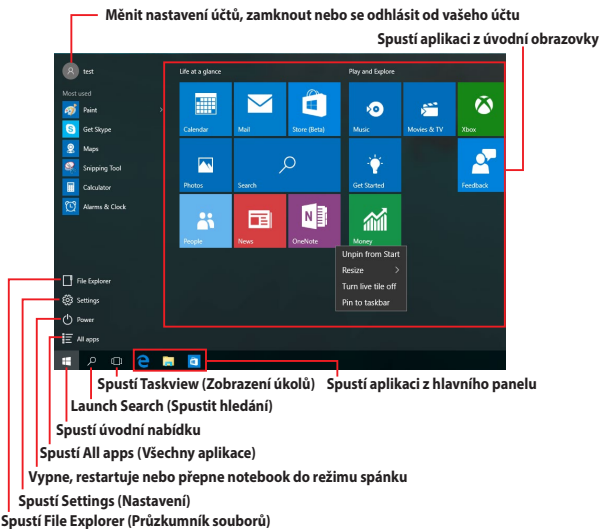 Měnit nastavení účtů, zamknout nebo se odhlásit od vašeho účtu
Spustí aplikaci z úvodní obrazovky
test
Most used
Paint
Get Skype
Maps
Snipping Tool
Calculator
Alarms & Clock
File Explorer
Settings
Power
All apps
Life at a glance
Play and Explore
Calendar
Mail
Store (Beta)
Music
Movies & TV
Xbox
Photos
Search
Get Started
Feedback
People
News
OneNote
Money
Unpin from Start
Resize
Turn live tile off
Pin to taskbar
Spustí Taskview (Zobrazení úkolů)
Spustí aplikaci z hlavního panelu
Launch Search (Spustit hledání)
Spustí úvodní nabídku
Spustí All apps (Všechny aplikace)
Vypne, restartuje nebo přepne notebook do režimu spánku
Spustí Settings (Nastavení)
Spustí File Explorer (Průzkumník souborů)